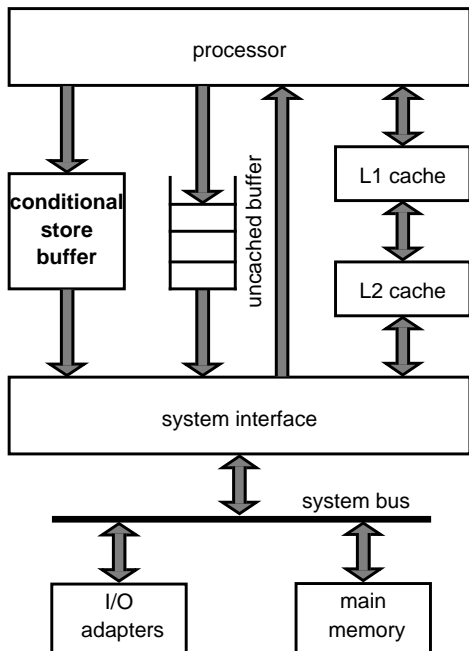 processor
conditional
store
buffer
uncached buffer
L1 cache
L2 cache
system interface
system bus
I/O
adapters
main
memory